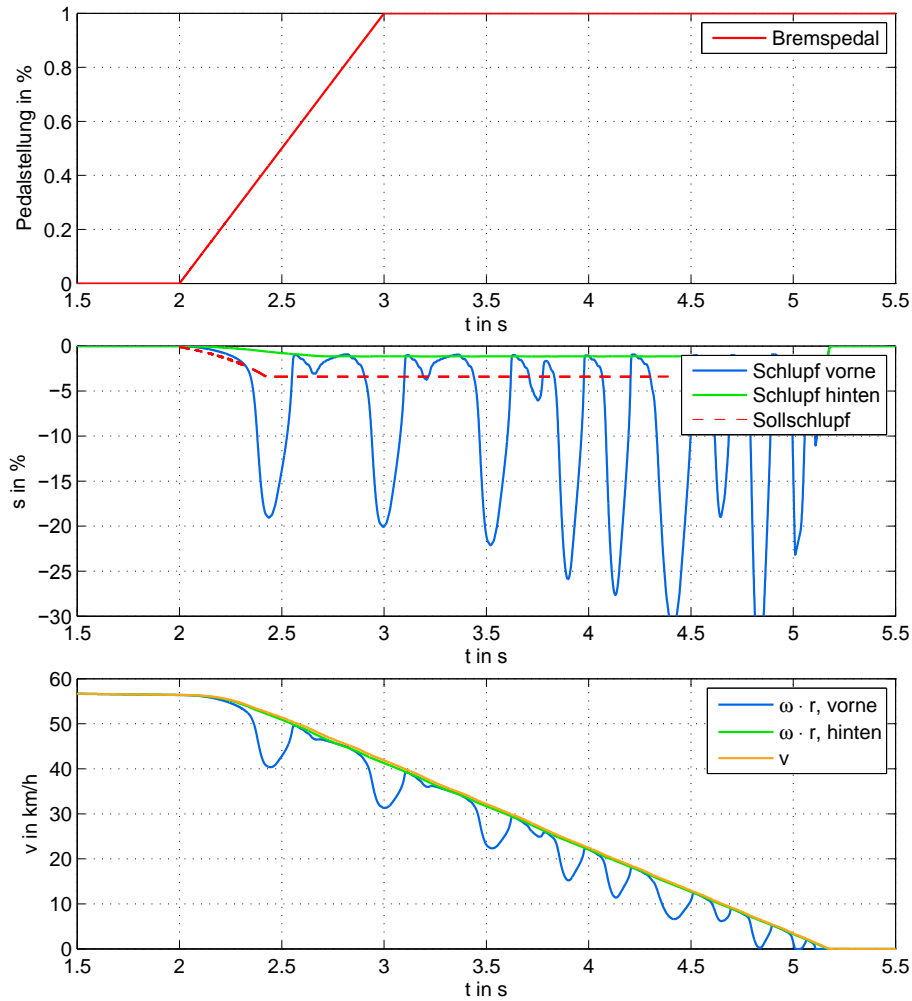 1
0.8
0.6
0.4
0.2
0
Pedalstellung in %
Bremspedal
1.5 2 2.5 3 3.5 4 4.5 5 5.5
t in s
0
−5
−10
−15
−20
−25
−30
s in %
Schlupf vorne
Schlupf hinten
Sollschlupf
1.5 2 2.5 3 3.5 4 4.5 5 5.5
t in s
60
50
40
30
20
10
0
v in km/h
ω · r, vorne
ω · r, hinten
v
1.5 2 2.5 3 3.5 4 4.5 5 5.5
t in s